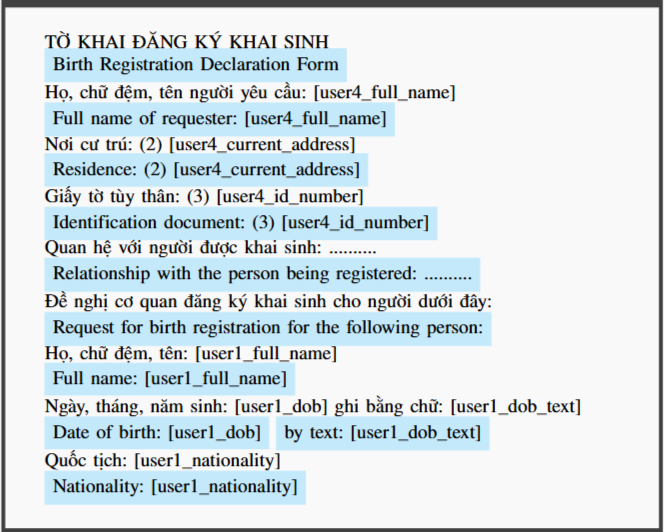 TỜ KHAI ĐĂNG KÝ KHAI SINH
Birth Registration Declaration Form
Họ, chữ đệm, tên người yêu cầu: [user4_full_name]
Full name of requester: [user4_full_name]
Nơi cư trú: (2) [user4_current_address]
Residence: (2) [user4_current_address]
Giấy tờ tùy thân: (3) [user4_id_number]
Identification document: (3) [user4_id_number]
Quan hệ với người được khai sinh: ..........
Relationship with the person being registered: ..........
Đề nghị cơ quan đăng ký khai sinh cho người dưới đây:
Request for birth registration for the following person:
Họ, chữ đệm, tên: [user1_full_name]
Full name: [user1_full_name]
Ngày, tháng, năm sinh: [user1_dob] ghi bằng chữ: [user1_dob_text]
Date of birth: [user1_dob] by text: [user1_dob_text]
Quốc tịch: [user1_nationality]
Nationality: [user1_nationality]